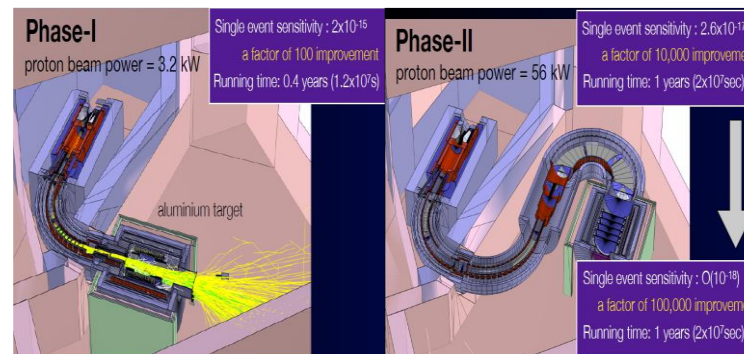 Phase-I
proton beam power = 3.2 kW
Single event sensitivity : 2x10⁻¹⁵
a factor of 100 improvement
Running time: 0.4 years (1.2x10⁷s)
aluminium target
Phase-II
proton beam power = 56 kW
Single event sensitivity : 2.6x10⁻¹⁷
a factor of 10,000 improveme
Running time: 1 years (2x10⁷sec)
Single event sensitivity : O(10⁻¹⁸)
a factor of 100,000 improveme
Running time: 1 years (2x10⁷sec)